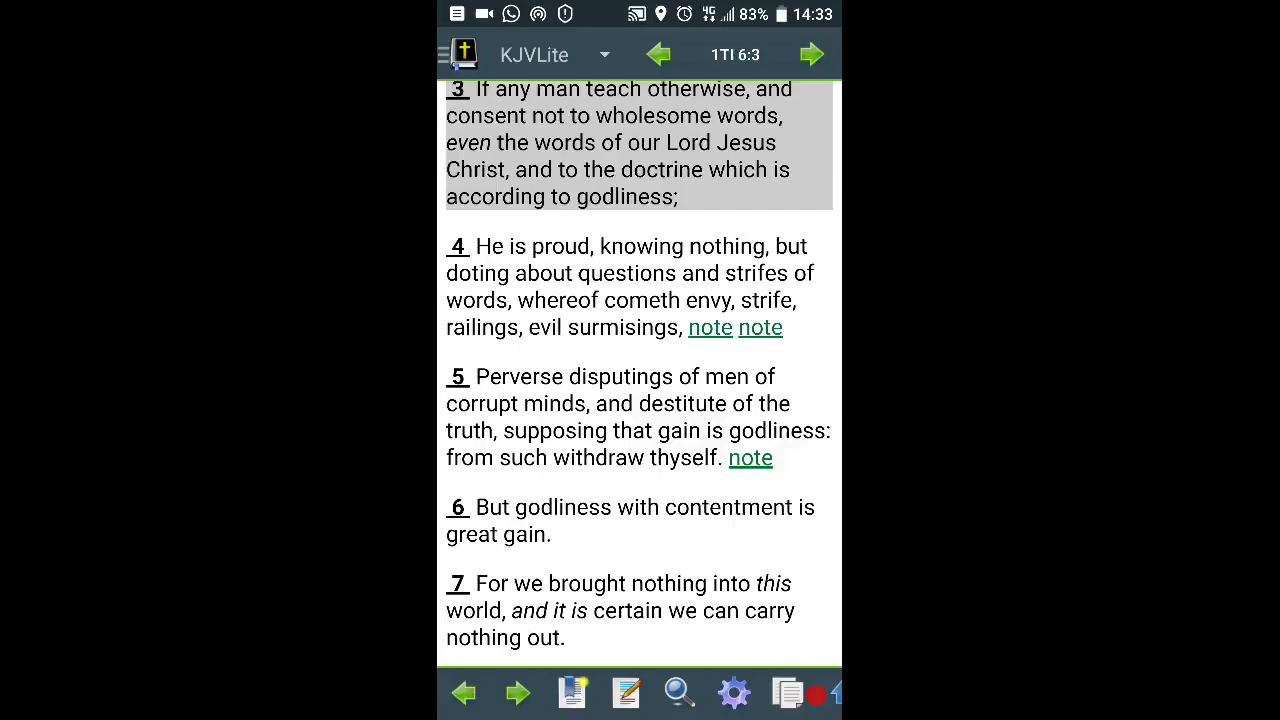 4G 83% 14:33
KJVLite 1TI 6:3
3 If any man teach otherwise, and
consent not to wholesome words,
even the words of our Lord Jesus
Christ, and to the doctrine which is
according to godliness;
4 He is proud, knowing nothing, but
doting about questions and strifes of
words, whereof cometh envy, strife,
railings, evil surmisings, note note
5 Perverse disputings of men of
corrupt minds, and destitute of the
truth, supposing that gain is godliness:
from such withdraw thyself. note
6 But godliness with contentment is
great gain.
7 For we brought nothing into this
world, and it is certain we can carry
nothing out.